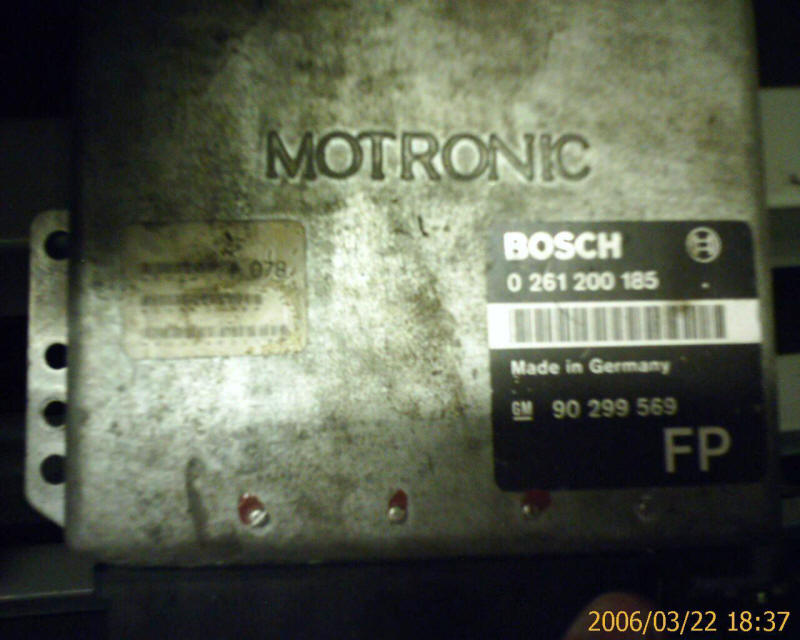 MOTRONIC
078
BOSCH
0 261 200 185
Made in Germany
GM 90 299 569
FP
2006/03/22 18:37